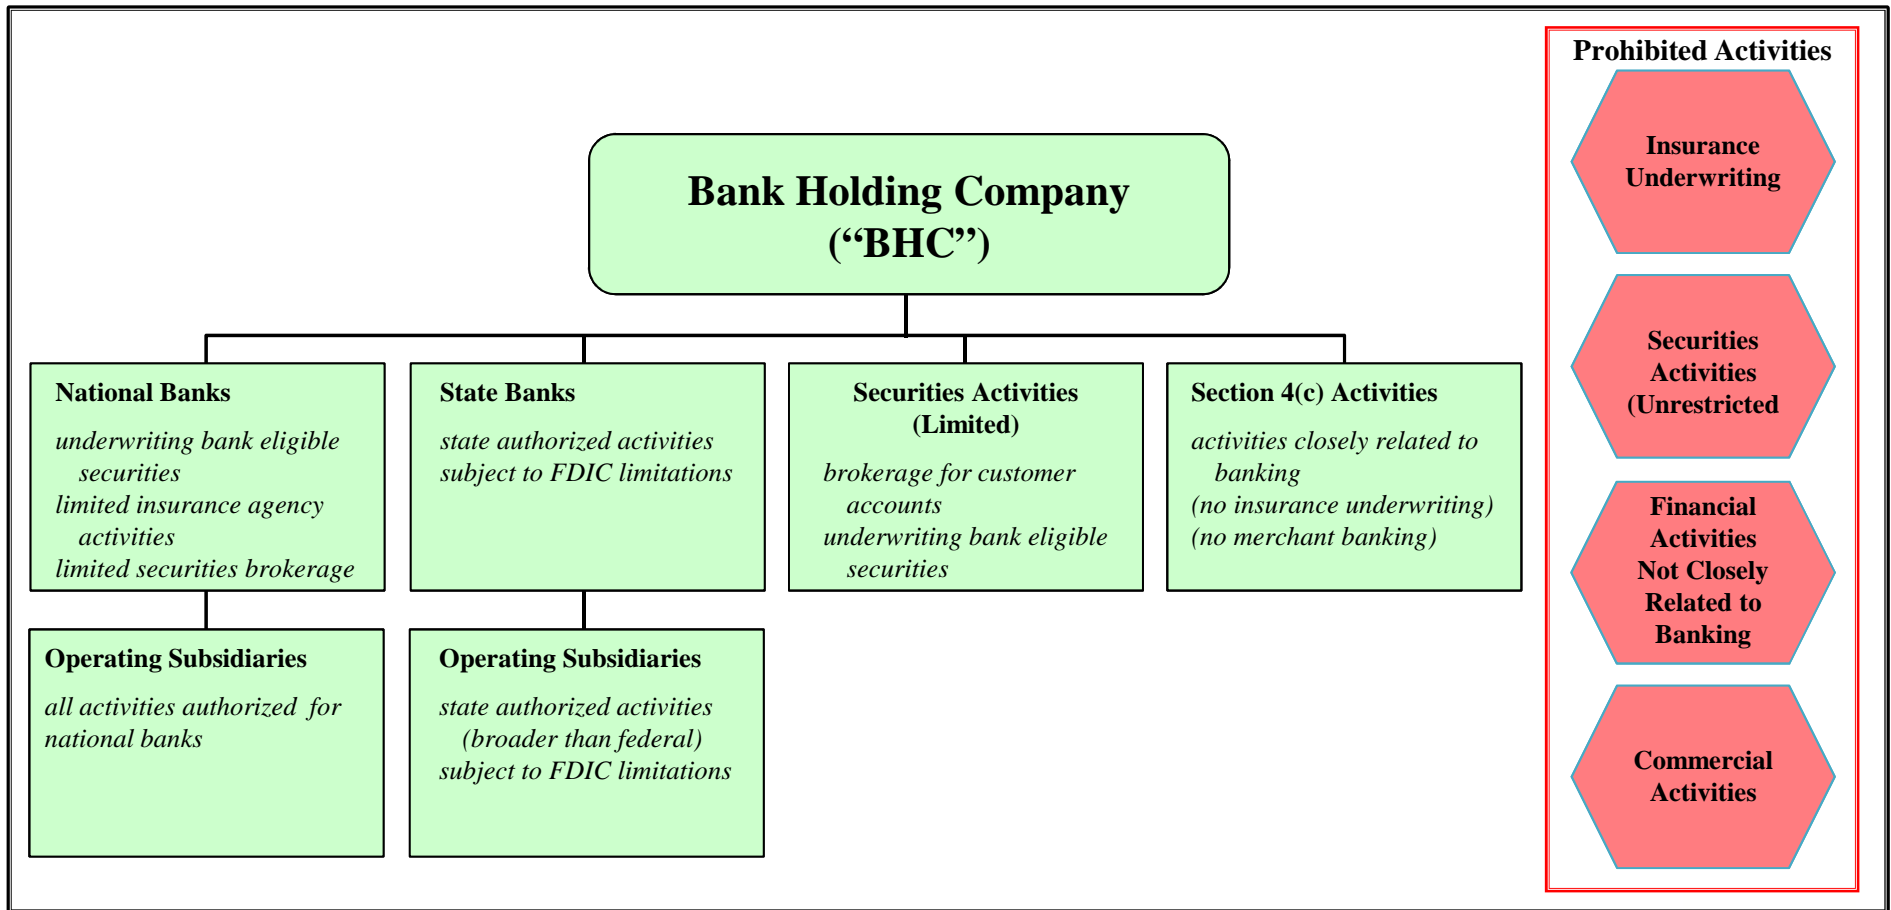 Prohibited Activities
Bank Holding Company
(“BHC”)
National Banks
underwriting bank eligible
securities
limited insurance agency
activities
limited securities brokerage
State Banks
state authorized activities
subject to FDIC limitations
Securities Activities
(Limited)
brokerage for customer
accounts
underwriting bank eligible
securities
Section 4(c) Activities
activities closely related to
banking
(no insurance underwriting)
(no merchant banking)
Operating Subsidiaries
all activities authorized for
national banks
Operating Subsidiaries
state authorized activities
(broader than federal)
subject to FDIC limitations
Insurance
Underwriting
Securities
Activities
(Unrestricted
Financial
Activities
Not Closely
Related to
Banking
Commercial
Activities